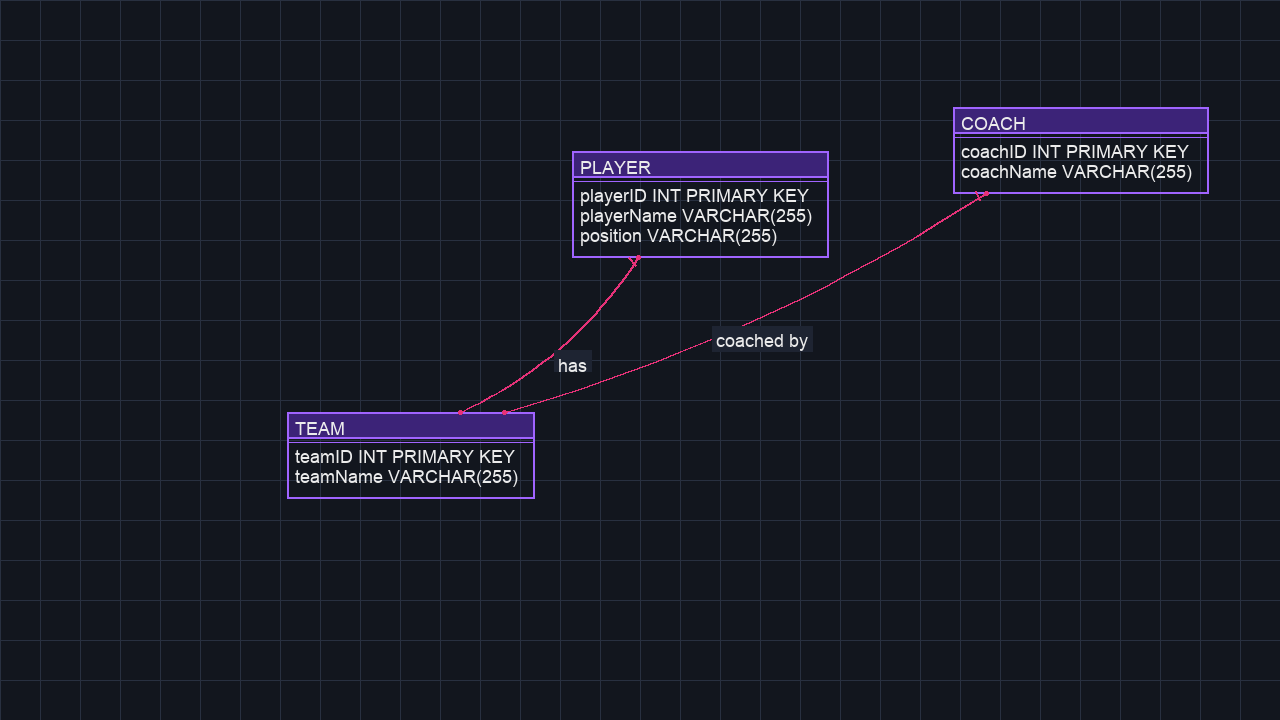 COACH
coachID INT PRIMARY KEY
coachName VARCHAR(255)
PLAYER
playerID INT PRIMARY KEY
playerName VARCHAR(255)
position VARCHAR(255)
coached by
has
TEAM
teamID INT PRIMARY KEY
teamName VARCHAR(255)